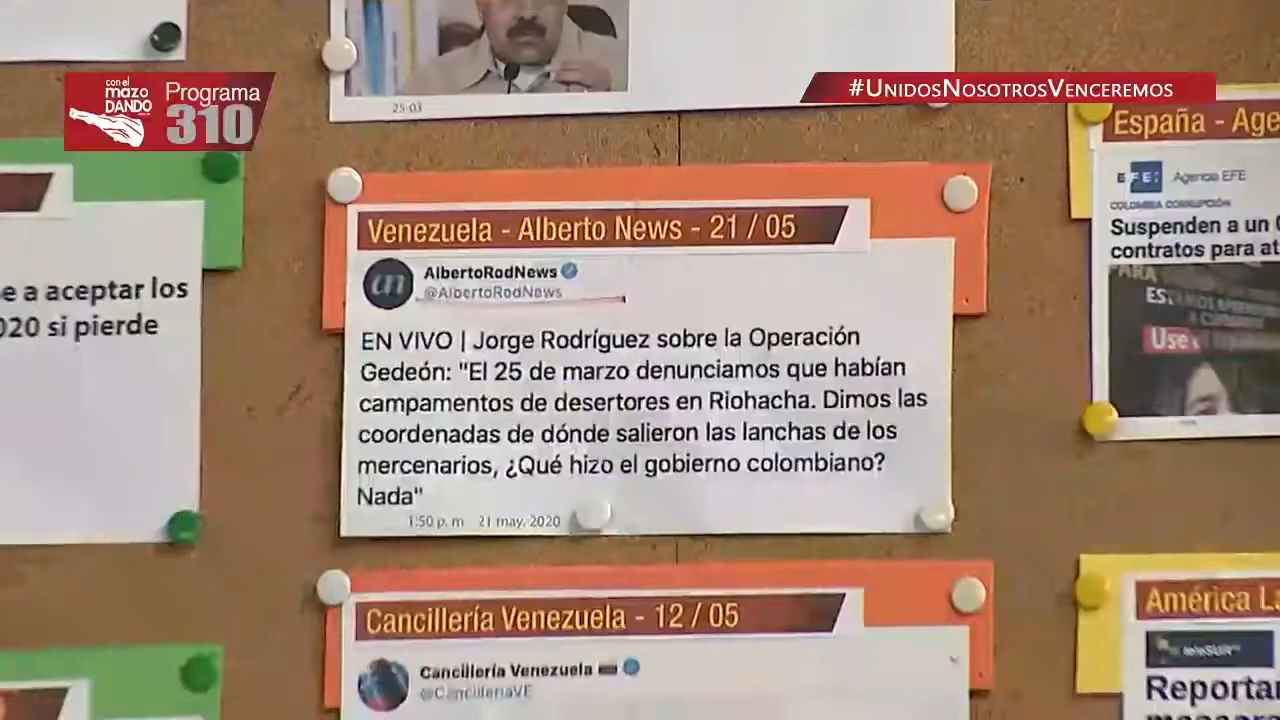 con el
mazo
DANDO
Programa
310
#UNIDOSNOSOTROSVENCEREMOS
25-03
e a aceptar los
020 si pierde
Venezuela - Alberto News - 21 / 05
AlbertoRodNews
@AlbertoRodNews
EN VIVO | Jorge Rodríguez sobre la Operación
Gedeón: "El 25 de marzo denunciamos que habían
campamentos de desertores en Riohacha. Dimos las
coordenadas de dónde salieron las lanchas de los
mercenarios, ¿Qué hizo el gobierno colombiano?
Nada"
1:50 p. m 21 may. 2020
Cancillería Venezuela - 12 / 05
Cancillería Venezuela
@CancilleriaVE
España - Age
EFE: Agencia EFE
COLOMBIA CORRUPCIÓN
Suspenden a un
contratos para at
PARA
Use
América La
teleSUR
Reportan